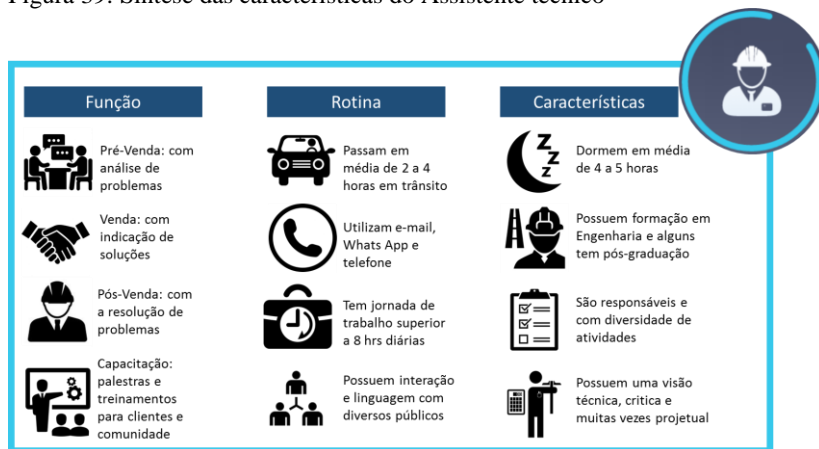 Figura 39: Síntese das características do Assistente técnico
Função
Pré-Venda: com
análise de
problemas
Venda: com
indicação de
soluções
Pós-Venda: com
a resolução de
problemas
Capacitação:
palestras e
treinamentos
para clientes e
comunidade
Rotina
Passam em
média de 2 a 4
horas em trânsito
Utilizam e-mail,
Whats App e
telefone
Tem jornada de
trabalho superior
a 8 hrs diárias
Possuem interação
e linguagem com
diversos públicos
Características
Z
Z
Z
Dormem em média
de 4 a 5 horas
Possuem formação em
Engenharia e alguns
tem pós-graduação
São responsáveis e
com diversidade de
atividades
Possuem uma visão
técnica, critica e
muitas vezes projetual